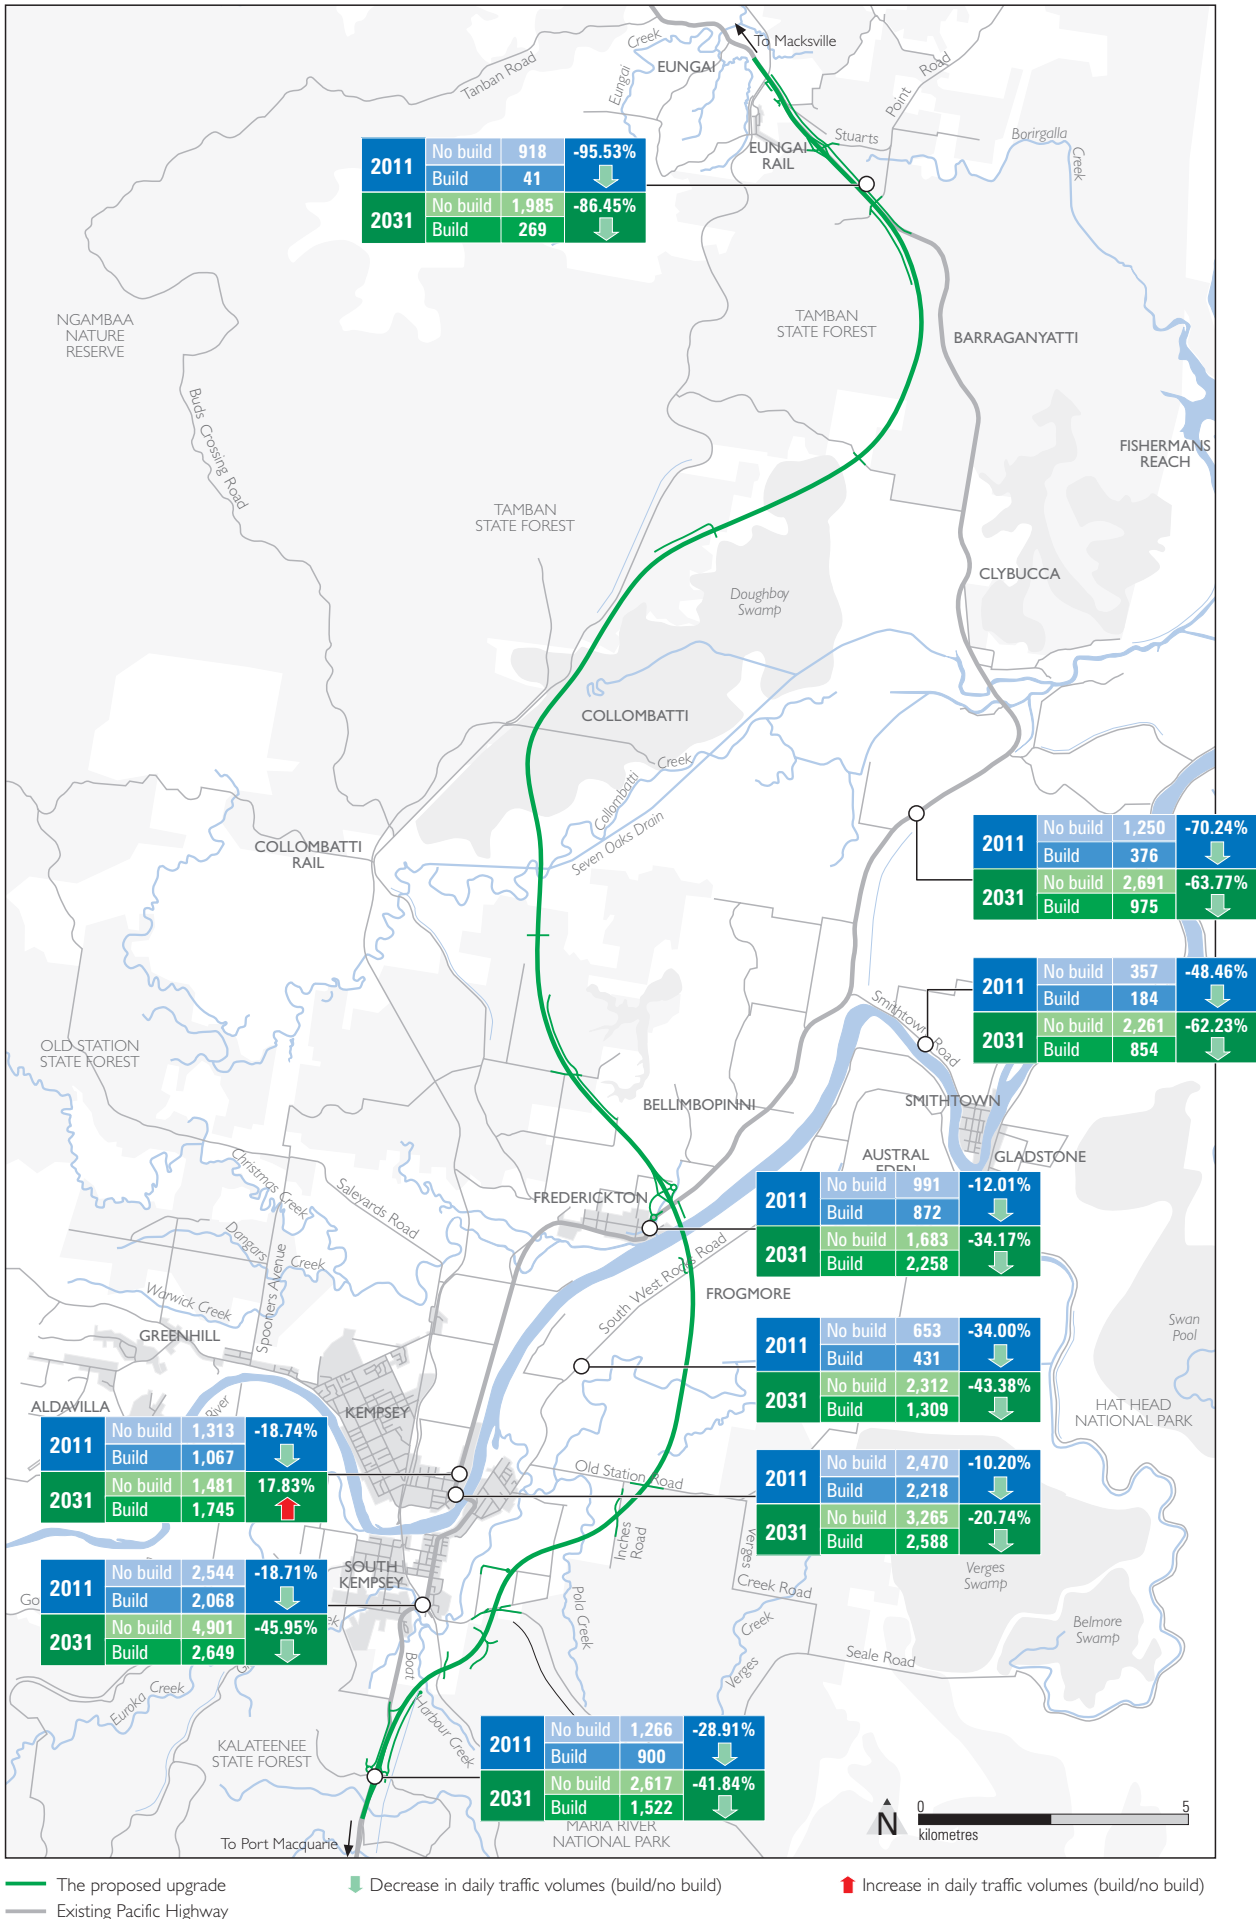 To Macksville
Creek
Eungai
EUNGAI
Tanban Road
Road
Point
Stuarts
Borirgalla
Creek
EUNGAI
RAIL
2011 No build 918 -95.53%
Build 41
2031 No build 1,985 -86.45%
Build 269
NGAMBAA
NATURE
RESERVE
TAMBAN
STATE FOREST
BARRAGANYATTI
Buds Crossing Road
FISHERMANS
REACH
TAMBAN
STATE FOREST
CLYBUCCA
Doughboy
Swamp
COLLOMBATTI
Collombatti
Creek
Seven Oaks Drain
COLLOMBATTI
RAIL
2011 No build 1,250 -70.24%
Build 376
2031 No build 2,691 -63.77%
Build 975
2011 No build 357 -48.46%
Build 184
2031 No build 2,261 -62.23%
Build 854
Smithtown Road
OLD STATION
STATE FOREST
BELLIMBOPINNI
SMITHTOWN
AUSTRAL
EDEN
GLADSTONE
Christmas Creek
Saleyards Road
FREDERICKTON
2011 No build 991 -12.01%
Build 872
2031 No build 1,683 -34.17%
Build 2,258
Dangars Creek
Spooners Avenue
South West Rocks Road
Warwick Creek
FROGMORE
GREENHILL
Swan
Pool
2011 No build 653 -34.00%
Build 431
2031 No build 2,312 -43.38%
Build 1,309
ALDAVILLA
River
KEMPSEY
HAT HEAD
NATIONAL PARK
2011 No build 1,313 -18.74%
Build 1,067
2031 No build 1,481 17.83%
Build 1,745
Old Station Road
2011 No build 2,470 -10.20%
Build 2,218
2031 No build 3,265 -20.74%
Build 2,588
Inches
Road
Verges
Creek Road
SOUTH
KEMPSEY
Verges
Swamp
2011 No build 2,544 -18.71%
Build 2,068
2031 No build 4,901 -45.95%
Build 2,649
Go
ek
Pola Creek
Verges
Creek
Belmore
Swamp
Seale Road
Boat
Harbour Creek
Euroka Creek
KALATEENEE
STATE FOREST
2011 No build 1,266 -28.91%
Build 900
2031 No build 2,617 -41.84%
Build 1,522
MARIA RIVER
NATIONAL PARK
To Port Macquane
N
0 5
kilometres
The proposed upgrade
Decrease in daily traffic volumes (build/no build)
Increase in daily traffic volumes (build/no build)
Existing Pacific Highway